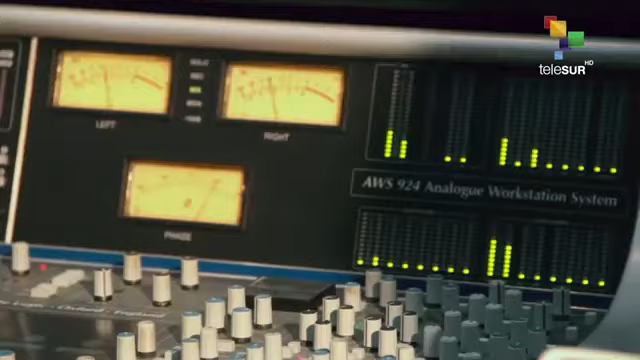 HD
teleSUR
LEFT
RIGHT
AWS 924 Analogue Workstation System
PHASE